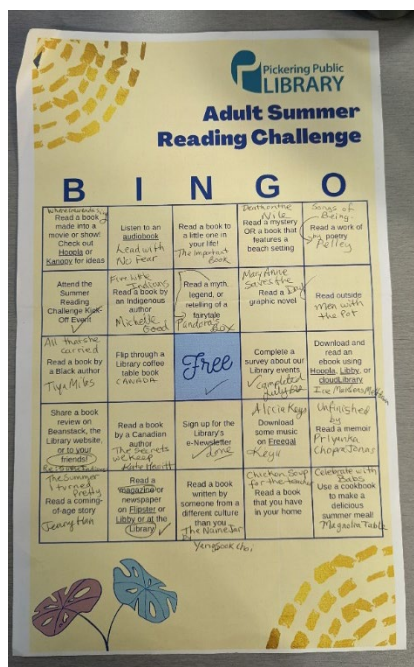 Pickering Public
LIBRARY
Adult Summer
Reading Challenge
B I N G O
Read a book
made into a
movie or show!
Check out
Hoopla or
Kanopy for ideas
Listen to an
audiobook
Lead with
No Fear
Read a book to
a little one in
your life!
The Important
Book
Death on the
Nile
Read a mystery
OR a book that
features a
beach setting
Songs of
Being
Read a work of
poetry
Pelley
Attend the
Summer
Reading
Challenge Kick-
Off Event
Five Little
Indians
Read a book by
an Indigenous
author
Michelle
Good
Read a myth,
legend, or
retelling of a
fairytale
Pandora's
Box
Mary Anne
Saves the
Day
Read a
graphic novel
Read outside
Men with
the Pot
All that she
carried
Read a book by
a Black author
Tiya Miles
Flip through a
Library coffee
table book
CANADA
Free
Complete a
survey about our
Library events
completed
Download and
read an
ebook using
Hoopla, Libby, or
cloudLibrary
Share a book
review on
Beanstack, the
Library website,
or to your
friends!
Read a book
by a Canadian
author
The Secrets
we Keep
Sign up for the
Library's
e-Newsletter
done
Alicia Keys
Download
some music
on Freegal
Keys
Unfinished
by
Read a memoir
Priyanka
Chopra Jonas
The Summer
I turned
Pretty
Read a coming-
of-age story
Jenny Han
Read a
magazine or
newspaper
on Flipster or
Libby or at the
Library
Read a book
written by
someone from a
different culture
than you
The Name Jar
by
Yangsook Choi
Chicken Soup
for the
Read a book
that you have
in your home
Celebrate with
Babs
Use a cookbook
to make a
delicious
summer meal!
Magnolia Table